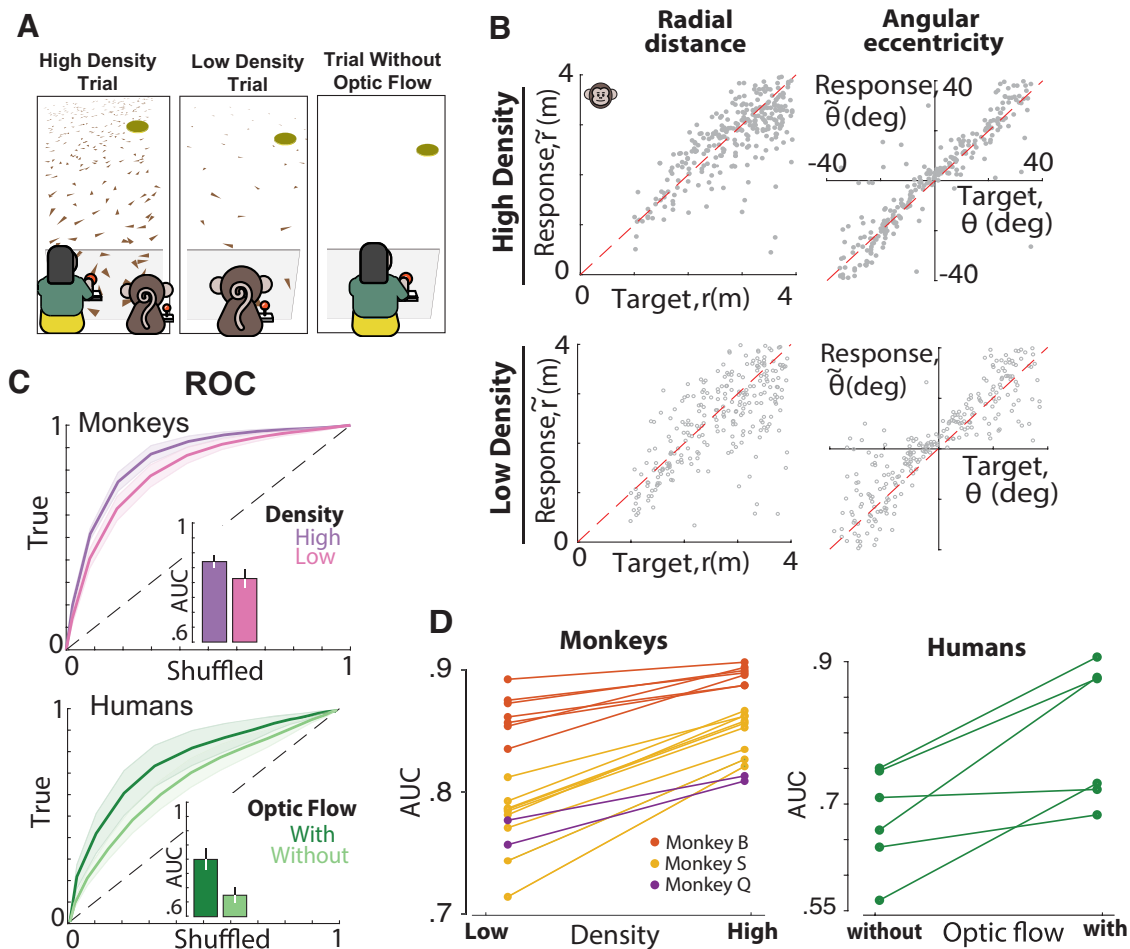 A
High Density
Trial
Low Density
Trial
Trial Without
Optic Flow
B
Radial
distance
Angular
eccentricity
High Density
Response, r̃ (m)
4
0
0
Target, r(m)
4
Response,
θ̃(deg)
40
-40
40
Target,
θ (deg)
-40
Low Density
Response, r̃ (m)
4
0
0
Target, r(m)
4
Response,
θ̃(deg)
Target,
θ (deg)
C
ROC
Monkeys
1
True
0
0
Shuffled
1
Density
High
Low
1
AUC
.6
Humans
1
True
0
0
Shuffled
1
Optic Flow
With
Without
1
AUC
.6
D
Monkeys
.9
.8
.7
AUC
Monkey B
Monkey S
Monkey Q
Low
Density
High
Humans
.9
.7
.55
AUC
without
Optic flow
with